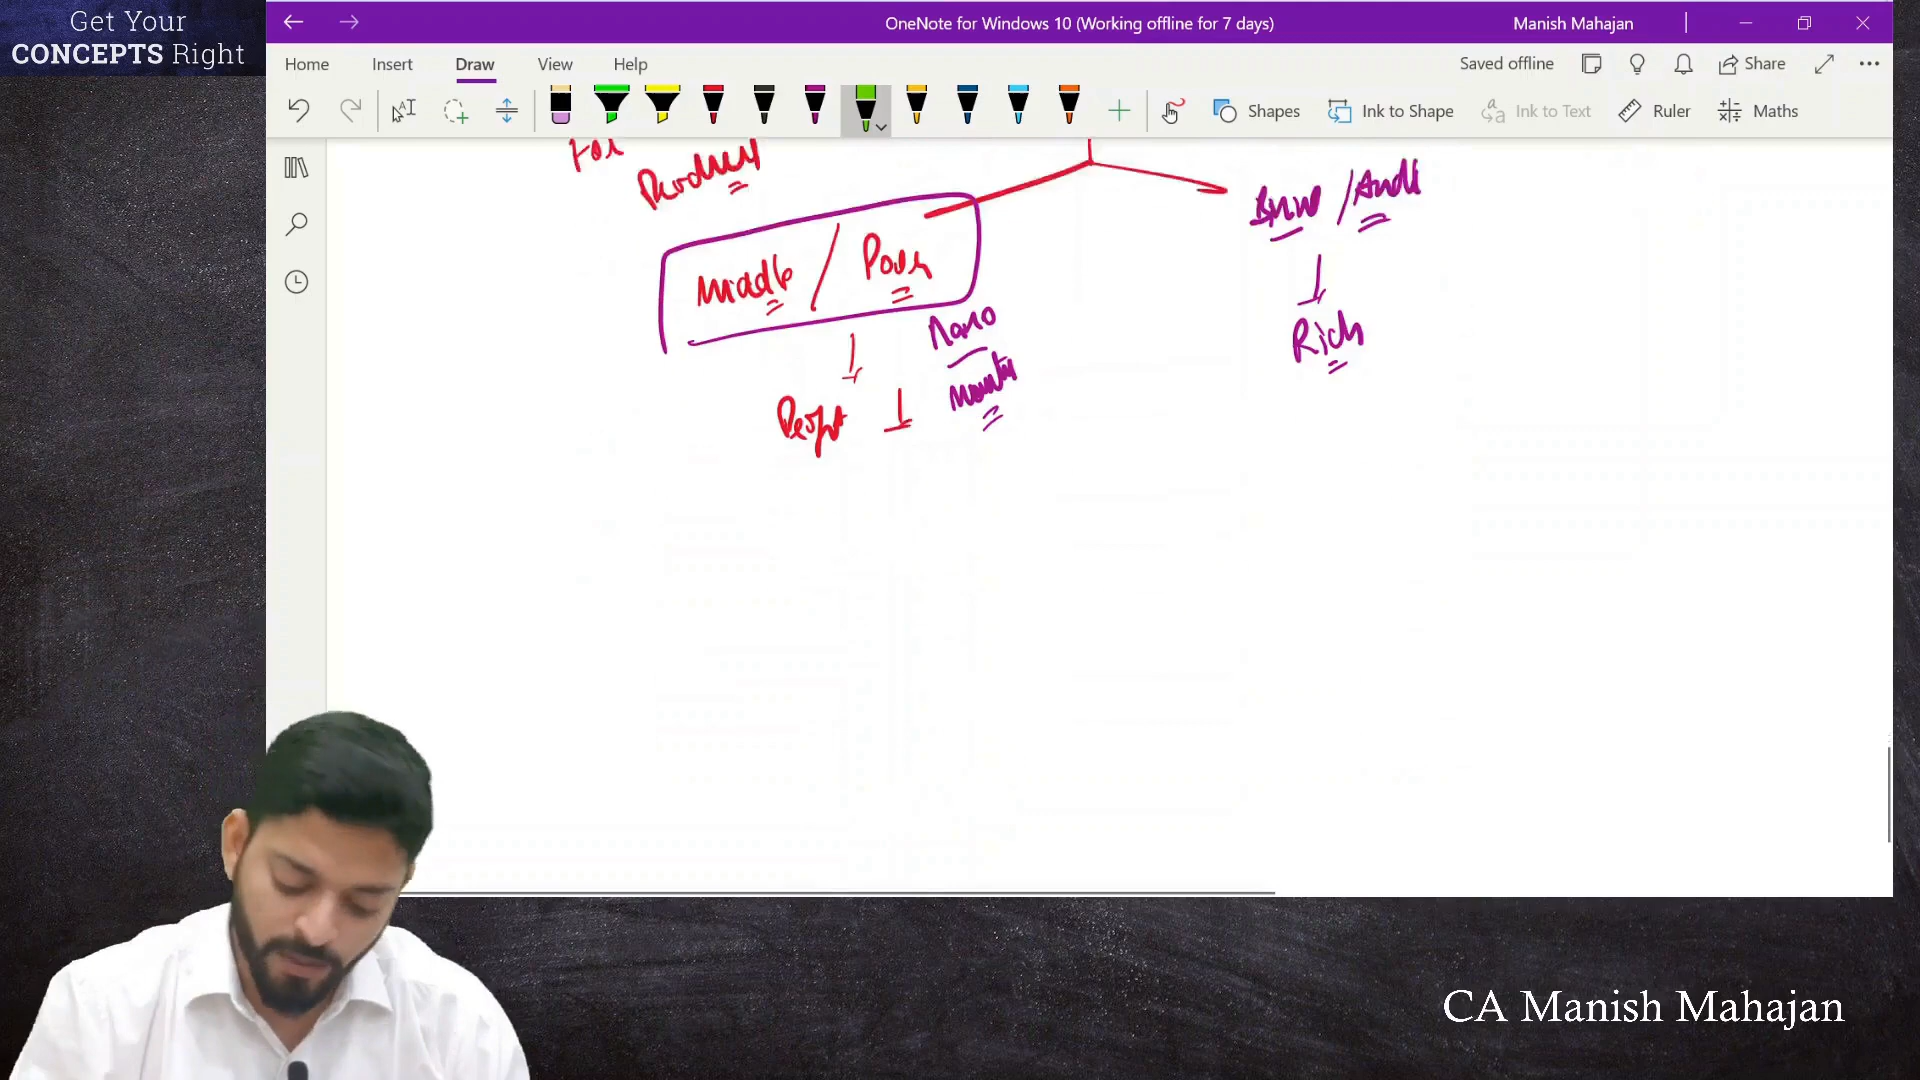 Get Your
CONCEPTS Right
OneNote for Windows 10 (Working offline for 7 days)
Manish Mahajan
Home
Insert
Draw
View
Help
Saved offline
Share
Shapes
Ink to Shape
Ink to Text
Ruler
Maths
For
Product
BMW / Audi
Middle / Poor
Nano
Maruti
Rich
People
CA Manish Mahajan